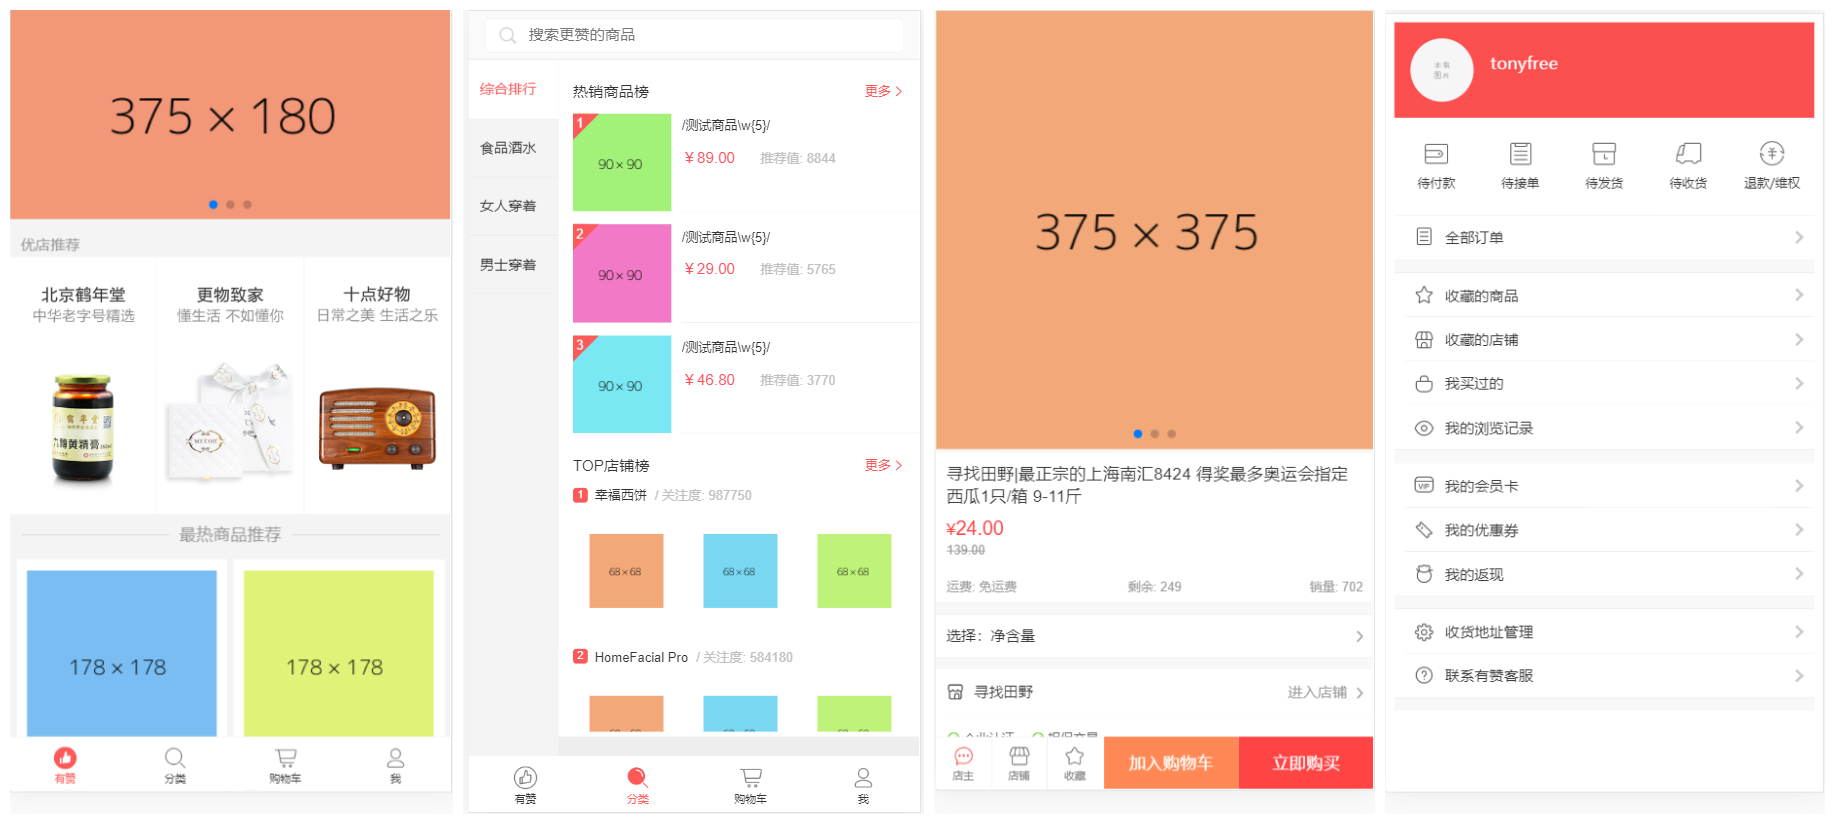 375 × 180
优店推荐
北京鹤年堂
中华老字号精选
更物致家
懂生活 不如懂你
十点好物
日常之美 生活之乐
最热商品推荐
178 × 178
178 × 178
有赞
分类
购物车
我
搜索更赞的商品
综合排行
食品酒水
女人穿着
男士穿着
热销商品榜
更多
1
90 × 90
/测试商品\w{5}/
¥ 89.00
推荐值: 8844
2
90 × 90
/测试商品\w{5}/
¥ 29.00
推荐值: 5765
3
90 × 90
/测试商品\w{5}/
¥ 46.80
推荐值: 3770
TOP店铺榜
更多
1 幸福西饼 / 关注度: 987750
68 × 68
68 × 68
68 × 68
2 HomeFacial Pro / 关注度: 584180
有赞
分类
购物车
我
375 × 375
寻找田野|最正宗的上海南汇8424 得奖最多奥运会指定
西瓜1只/箱 9-11斤
¥24.00
139.00
运费: 免运费
剩余: 249
销量: 702
选择：净含量
寻找田野
进入店铺
店主
店铺
收藏
加入购物车
立即购买
tonyfree
待付款
待接单
待发货
待收货
退款/维权
全部订单
收藏的商品
收藏的店铺
我买过的
我的浏览记录
VIP
我的会员卡
我的优惠券
我的返现
收货地址管理
联系有赞客服